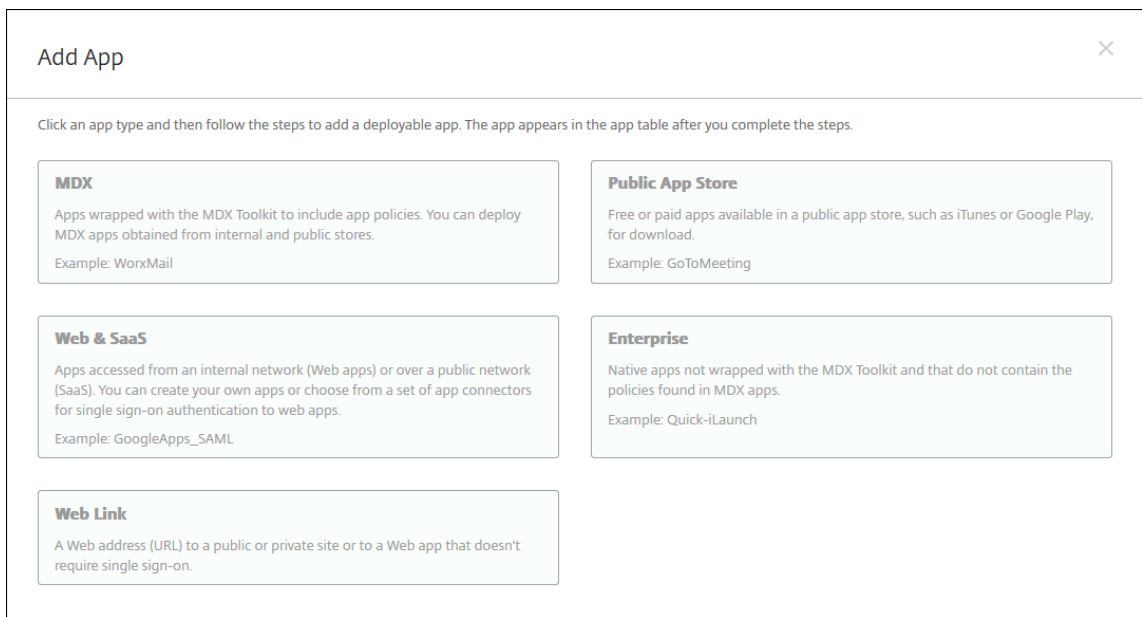 Add App
Click an app type and then follow the steps to add a deployable app. The app appears in the app table after you complete the steps.
MDX
Apps wrapped with the MDX Toolkit to include app policies. You can deploy
MDX apps obtained from internal and public stores.
Example: WorxMail
Public App Store
Free or paid apps available in a public app store, such as iTunes or Google Play,
for download.
Example: GoToMeeting
Web & SaaS
Apps accessed from an internal network (Web apps) or over a public network
(SaaS). You can create your own apps or choose from a set of app connectors
for single sign-on authentication to web apps.
Example: GoogleApps_SAML
Enterprise
Native apps not wrapped with the MDX Toolkit and that do not contain the
policies found in MDX apps.
Example: Quick-iLaunch
Web Link
A Web address (URL) to a public or private site or to a Web app that doesn't
require single sign-on.